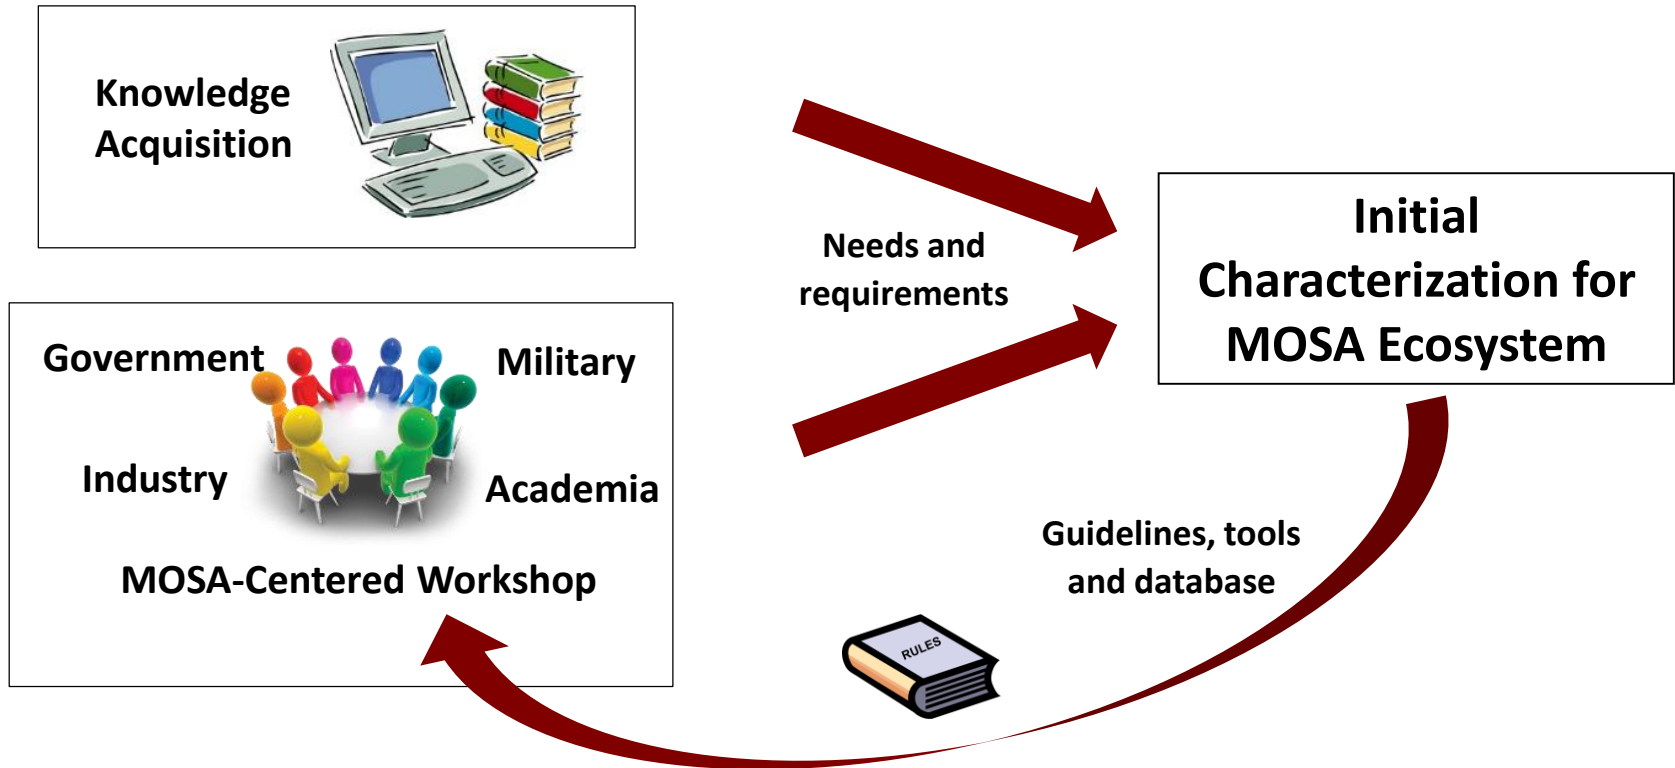 Knowledge
Acquisition
Needs and
requirements
Initial
Characterization for
MOSA Ecosystem
Government
Military
Industry
Academia
MOSA-Centered Workshop
Guidelines, tools
and database
RULES